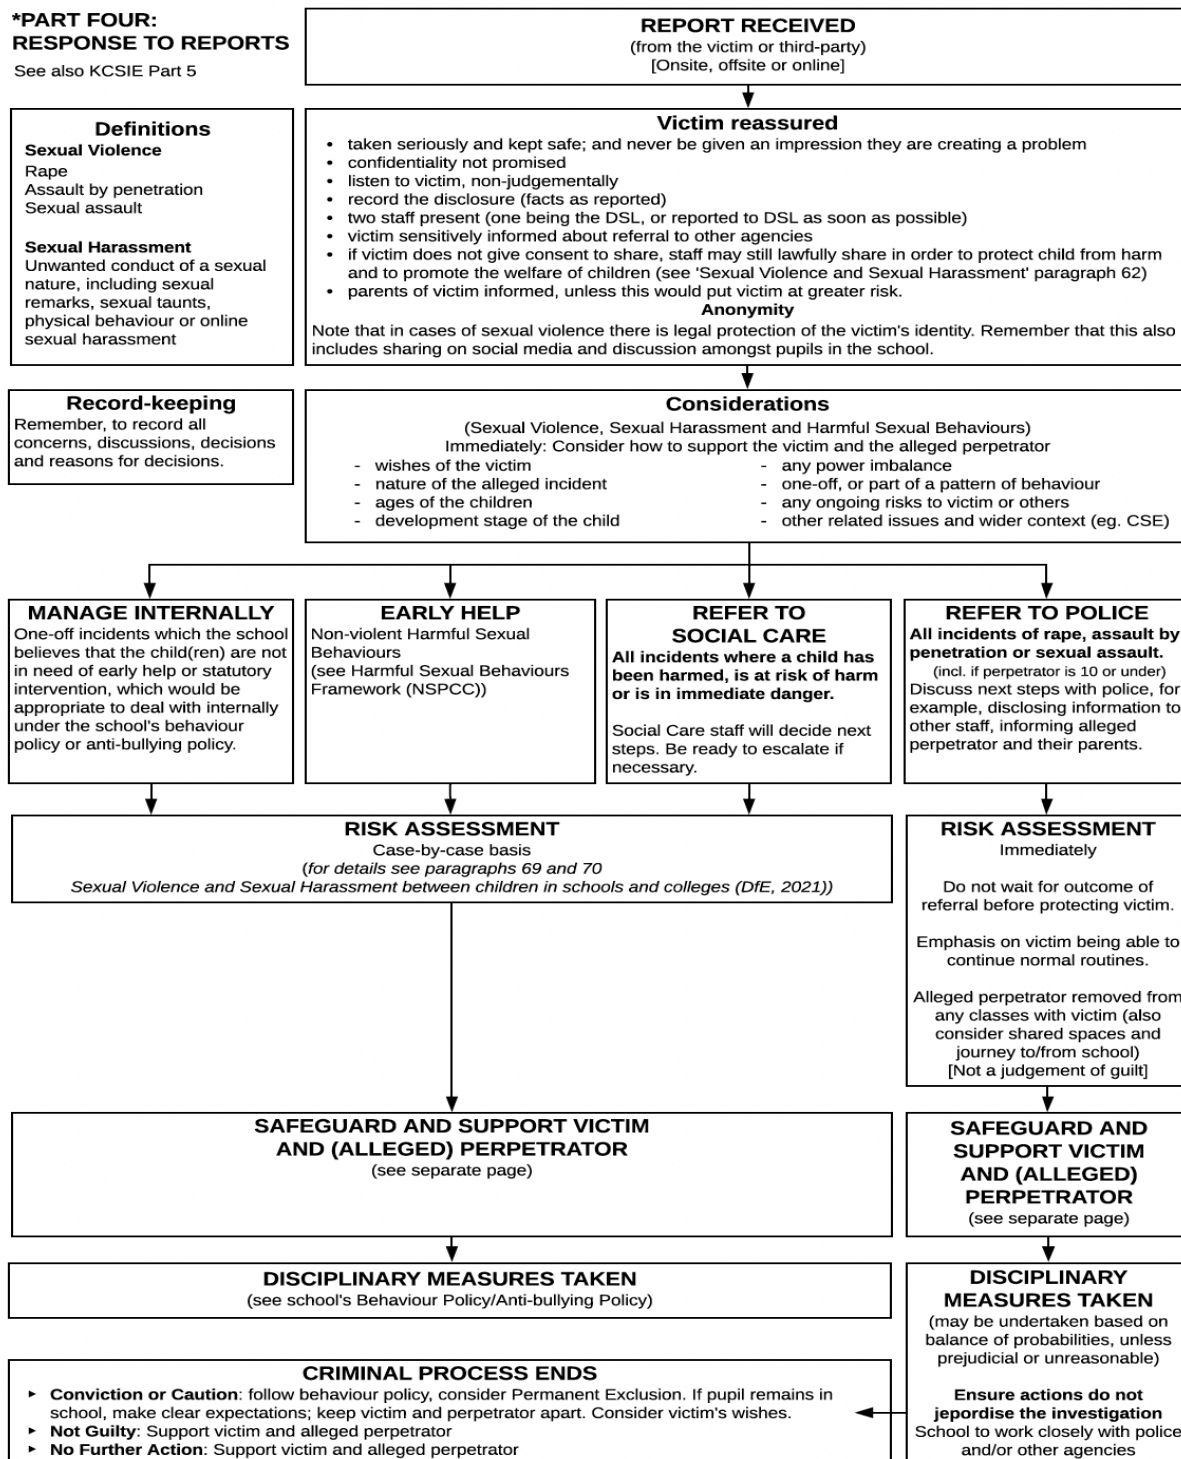 *PART FOUR:
RESPONSE TO REPORTS
See also KCSIE Part 5
REPORT RECEIVED
(from the victim or third-party)
[Onsite, offsite or online]
Definitions
Sexual Violence
Rape
Assault by penetration
Sexual assault
Sexual Harassment
Unwanted conduct of a sexual
nature, including sexual
remarks, sexual taunts,
physical behaviour or online
sexual harassment
Victim reassured
• taken seriously and kept safe; and never be given an impression they are creating a problem
• confidentiality not promised
• listen to victim, non-judgementally
• record the disclosure (facts as reported)
• two staff present (one being the DSL, or reported to DSL as soon as possible)
• victim sensitively informed about referral to other agencies
• if victim does not give consent to share, staff may still lawfully share in order to protect child from harm
and to promote the welfare of children (see 'Sexual Violence and Sexual Harassment' paragraph 62)
• parents of victim informed, unless this would put victim at greater risk.
Anonymity
Note that in cases of sexual violence there is legal protection of the victim's identity. Remember that this also
includes sharing on social media and discussion amongst pupils in the school.
Record-keeping
Remember, to record all
concerns, discussions, decisions
and reasons for decisions.
Considerations
(Sexual Violence, Sexual Harassment and Harmful Sexual Behaviours)
Immediately: Consider how to support the victim and the alleged perpetrator
- wishes of the victim
- nature of the alleged incident
- ages of the children
- development stage of the child
- any power imbalance
- one-off, or part of a pattern of behaviour
- any ongoing risks to victim or others
- other related issues and wider context (eg. CSE)
MANAGE INTERNALLY
One-off incidents which the school
believes that the child(ren) are not
in need of early help or statutory
intervention, which would be
appropriate to deal with internally
under the school's behaviour
policy or anti-bullying policy.
EARLY HELP
Non-violent Harmful Sexual
Behaviours
(see Harmful Sexual Behaviours
Framework (NSPCC))
REFER TO
SOCIAL CARE
All incidents where a child has
been harmed, is at risk of harm
or is in immediate danger.
Social Care staff will decide next
steps. Be ready to escalate if
necessary.
REFER TO POLICE
All incidents of rape, assault by
penetration or sexual assault.
(incl. if perpetrator is 10 or under)
Discuss next steps with police, for
example, disclosing information to
other staff, informing alleged
perpetrator and their parents.
RISK ASSESSMENT
Case-by-case basis
(for details see paragraphs 69 and 70
Sexual Violence and Sexual Harassment between children in schools and colleges (DfE, 2021))
RISK ASSESSMENT
Immediately
Do not wait for outcome of
referral before protecting victim.
Emphasis on victim being able to
continue normal routines.
Alleged perpetrator removed from
any classes with victim (also
consider shared spaces and
journey to/from school)
[Not a judgement of guilt]
SAFEGUARD AND SUPPORT VICTIM
AND (ALLEGED) PERPETRATOR
(see separate page)
SAFEGUARD AND
SUPPORT VICTIM
AND (ALLEGED)
PERPETRATOR
(see separate page)
DISCIPLINARY MEASURES TAKEN
(see school's Behaviour Policy/Anti-bullying Policy)
DISCIPLINARY
MEASURES TAKEN
(may be undertaken based on
balance of probabilities, unless
prejudicial or unreasonable)
Ensure actions do not
jepordise the investigation
School to work closely with police
and/or other agencies
CRIMINAL PROCESS ENDS
▸ Conviction or Caution: follow behaviour policy, consider Permanent Exclusion. If pupil remains in
school, make clear expectations; keep victim and perpetrator apart. Consider victim's wishes.
▸ Not Guilty: Support victim and alleged perpetrator
▸ No Further Action: Support victim and alleged perpetrator